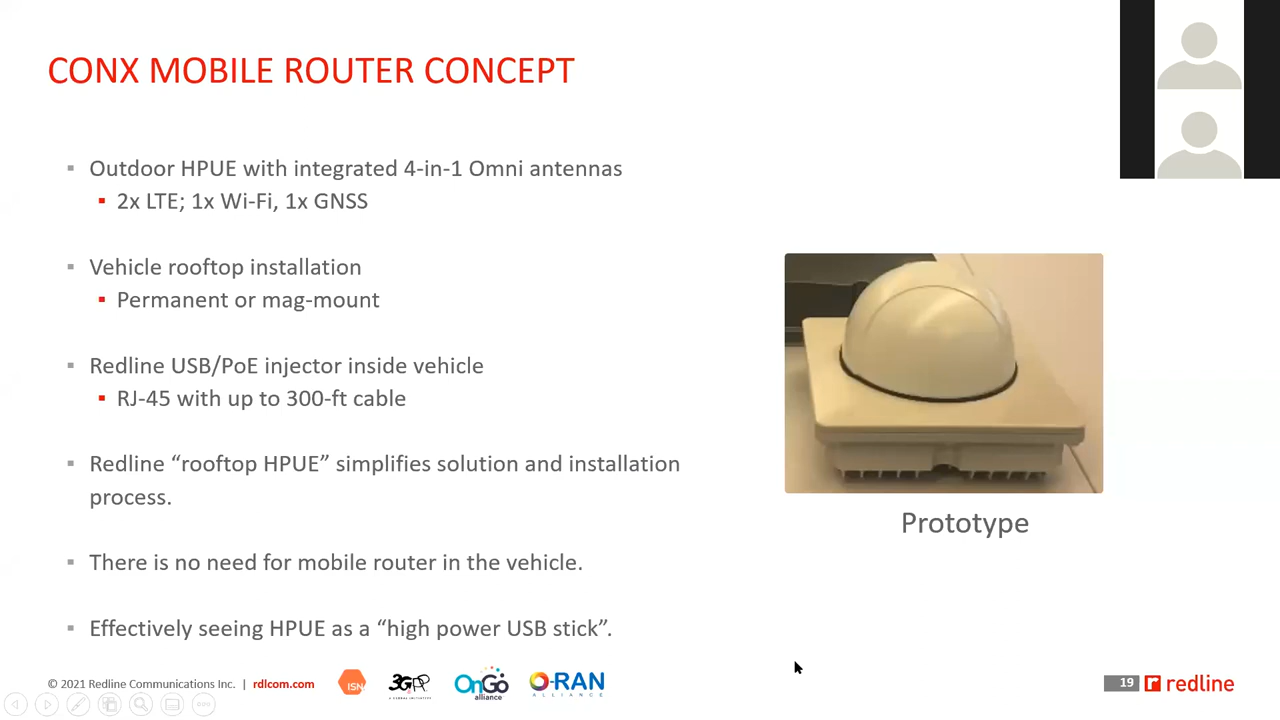 CONX MOBILE ROUTER CONCEPT
Outdoor HPUE with integrated 4-in-1 Omni antennas
2x LTE; 1x Wi-Fi, 1x GNSS
Vehicle rooftop installation
Permanent or mag-mount
Redline USB/PoE injector inside vehicle
RJ-45 with up to 300-ft cable
Redline “rooftop HPUE” simplifies solution and installation
process.
There is no need for mobile router in the vehicle.
Effectively seeing HPUE as a “high power USB stick”.
Prototype
© 2021 Redline Communications Inc. | rdlcom.com
ISN
3GPP
A GLOBAL INITIATIVE
OnGo
alliance
O-RAN
ALLIANCE
19
redline